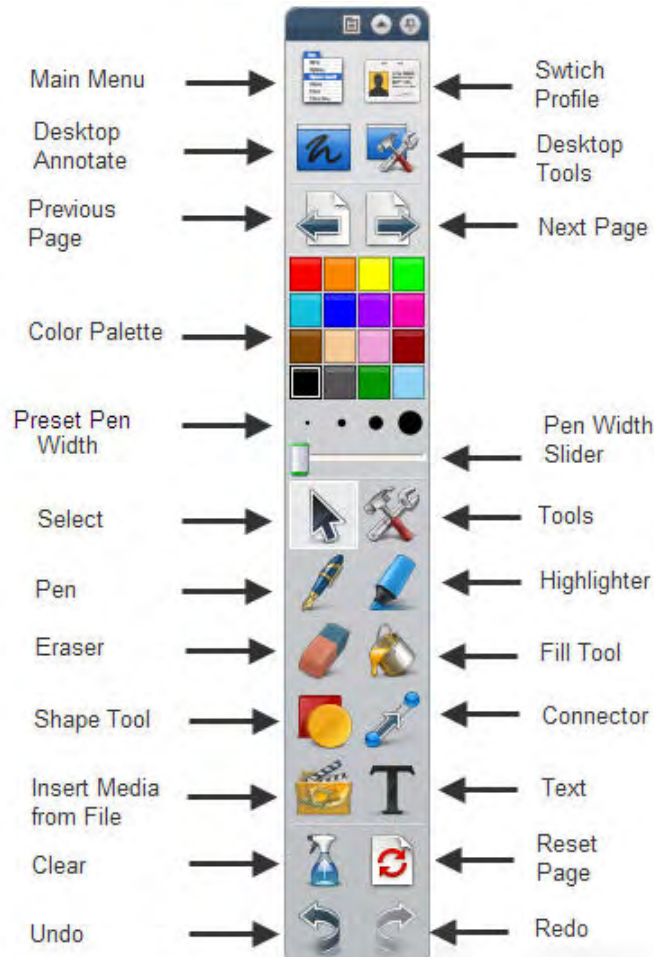 Main Menu
Swtich
Profile
Desktop
Annotate
Desktop
Tools
Previous
Page
Next Page
Color Palette
Preset Pen
Width
Pen Width
Slider
Select
Tools
Pen
Highlighter
Eraser
Fill Tool
Shape Tool
Connector
Insert Media
from File
T
Text
Clear
Reset
Page
Undo
Redo